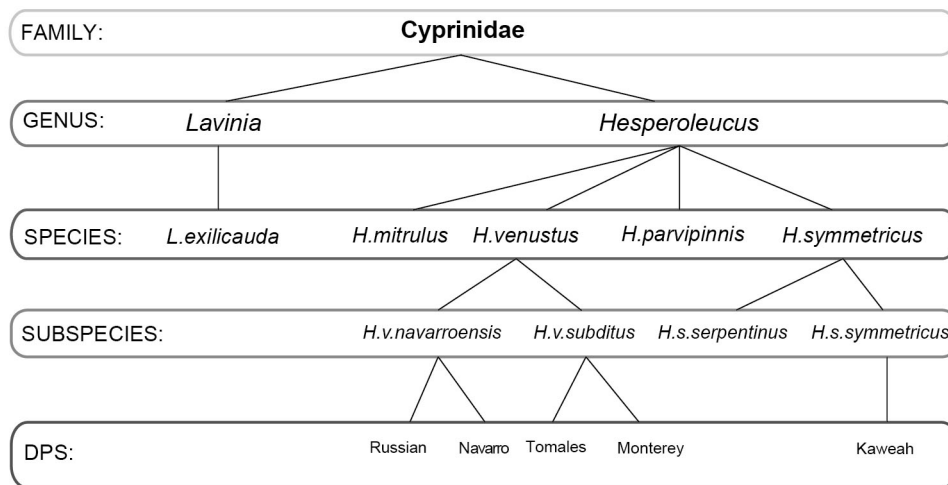 FAMILY: Cyprinidae
GENUS: Lavinia Hesperoleucus
SPECIES: L.exilicauda H.mitrulus H.venustus H.parvipinnis H.symmetricus
SUBSPECIES: H.v.navarroensis H.v.subditus H.s.serpentinus H.s.symmetricus
DPS: Russian Navarro Tomales Monterey Kaweah